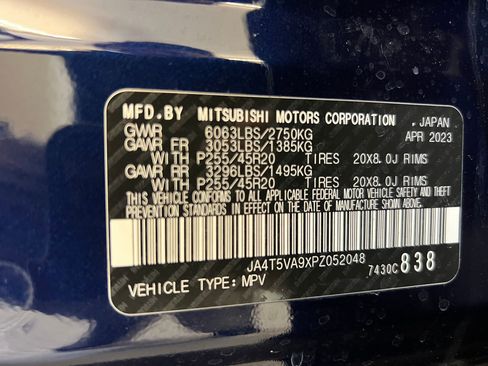 MFD.BY MITSUBISHI MOTORS CORPORATION, JAPAN
GVWR 6063LBS/2750KG APR 2023
GAWR FR 3053LBS/1385KG
WITH P255/45R20 TIRES 20X8.0J RIMS
GAWR RR 3296LBS/1495KG
WITH P255/45R20 TIRES 20X8.0J RIMS
THIS VEHICLE CONFORMS TO ALL APPLICABLE FEDERAL MOTOR VEHICLE SAFETY AND THEFT
PREVENTION STANDARDS IN EFFECT ON THE DATE OF MANUFACTURE SHOWN ABOVE.
JA4T5VA9XPZ052048 7430C838
VEHICLE TYPE: MPV